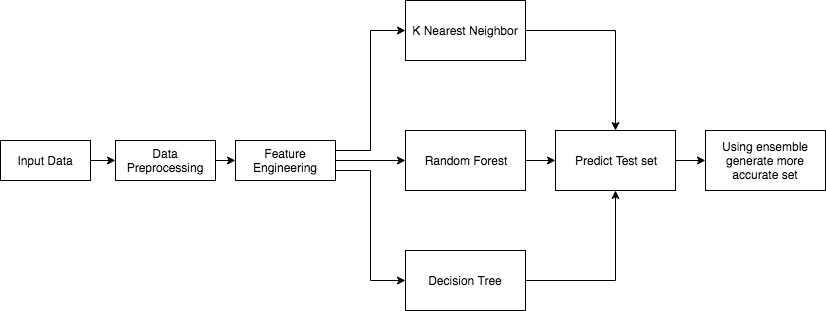 K Nearest Neighbor
Input Data
Data
Preprocessing
Feature
Engineering
Random Forest
Predict Test set
Using ensemble
generate more
accurate set
Decision Tree